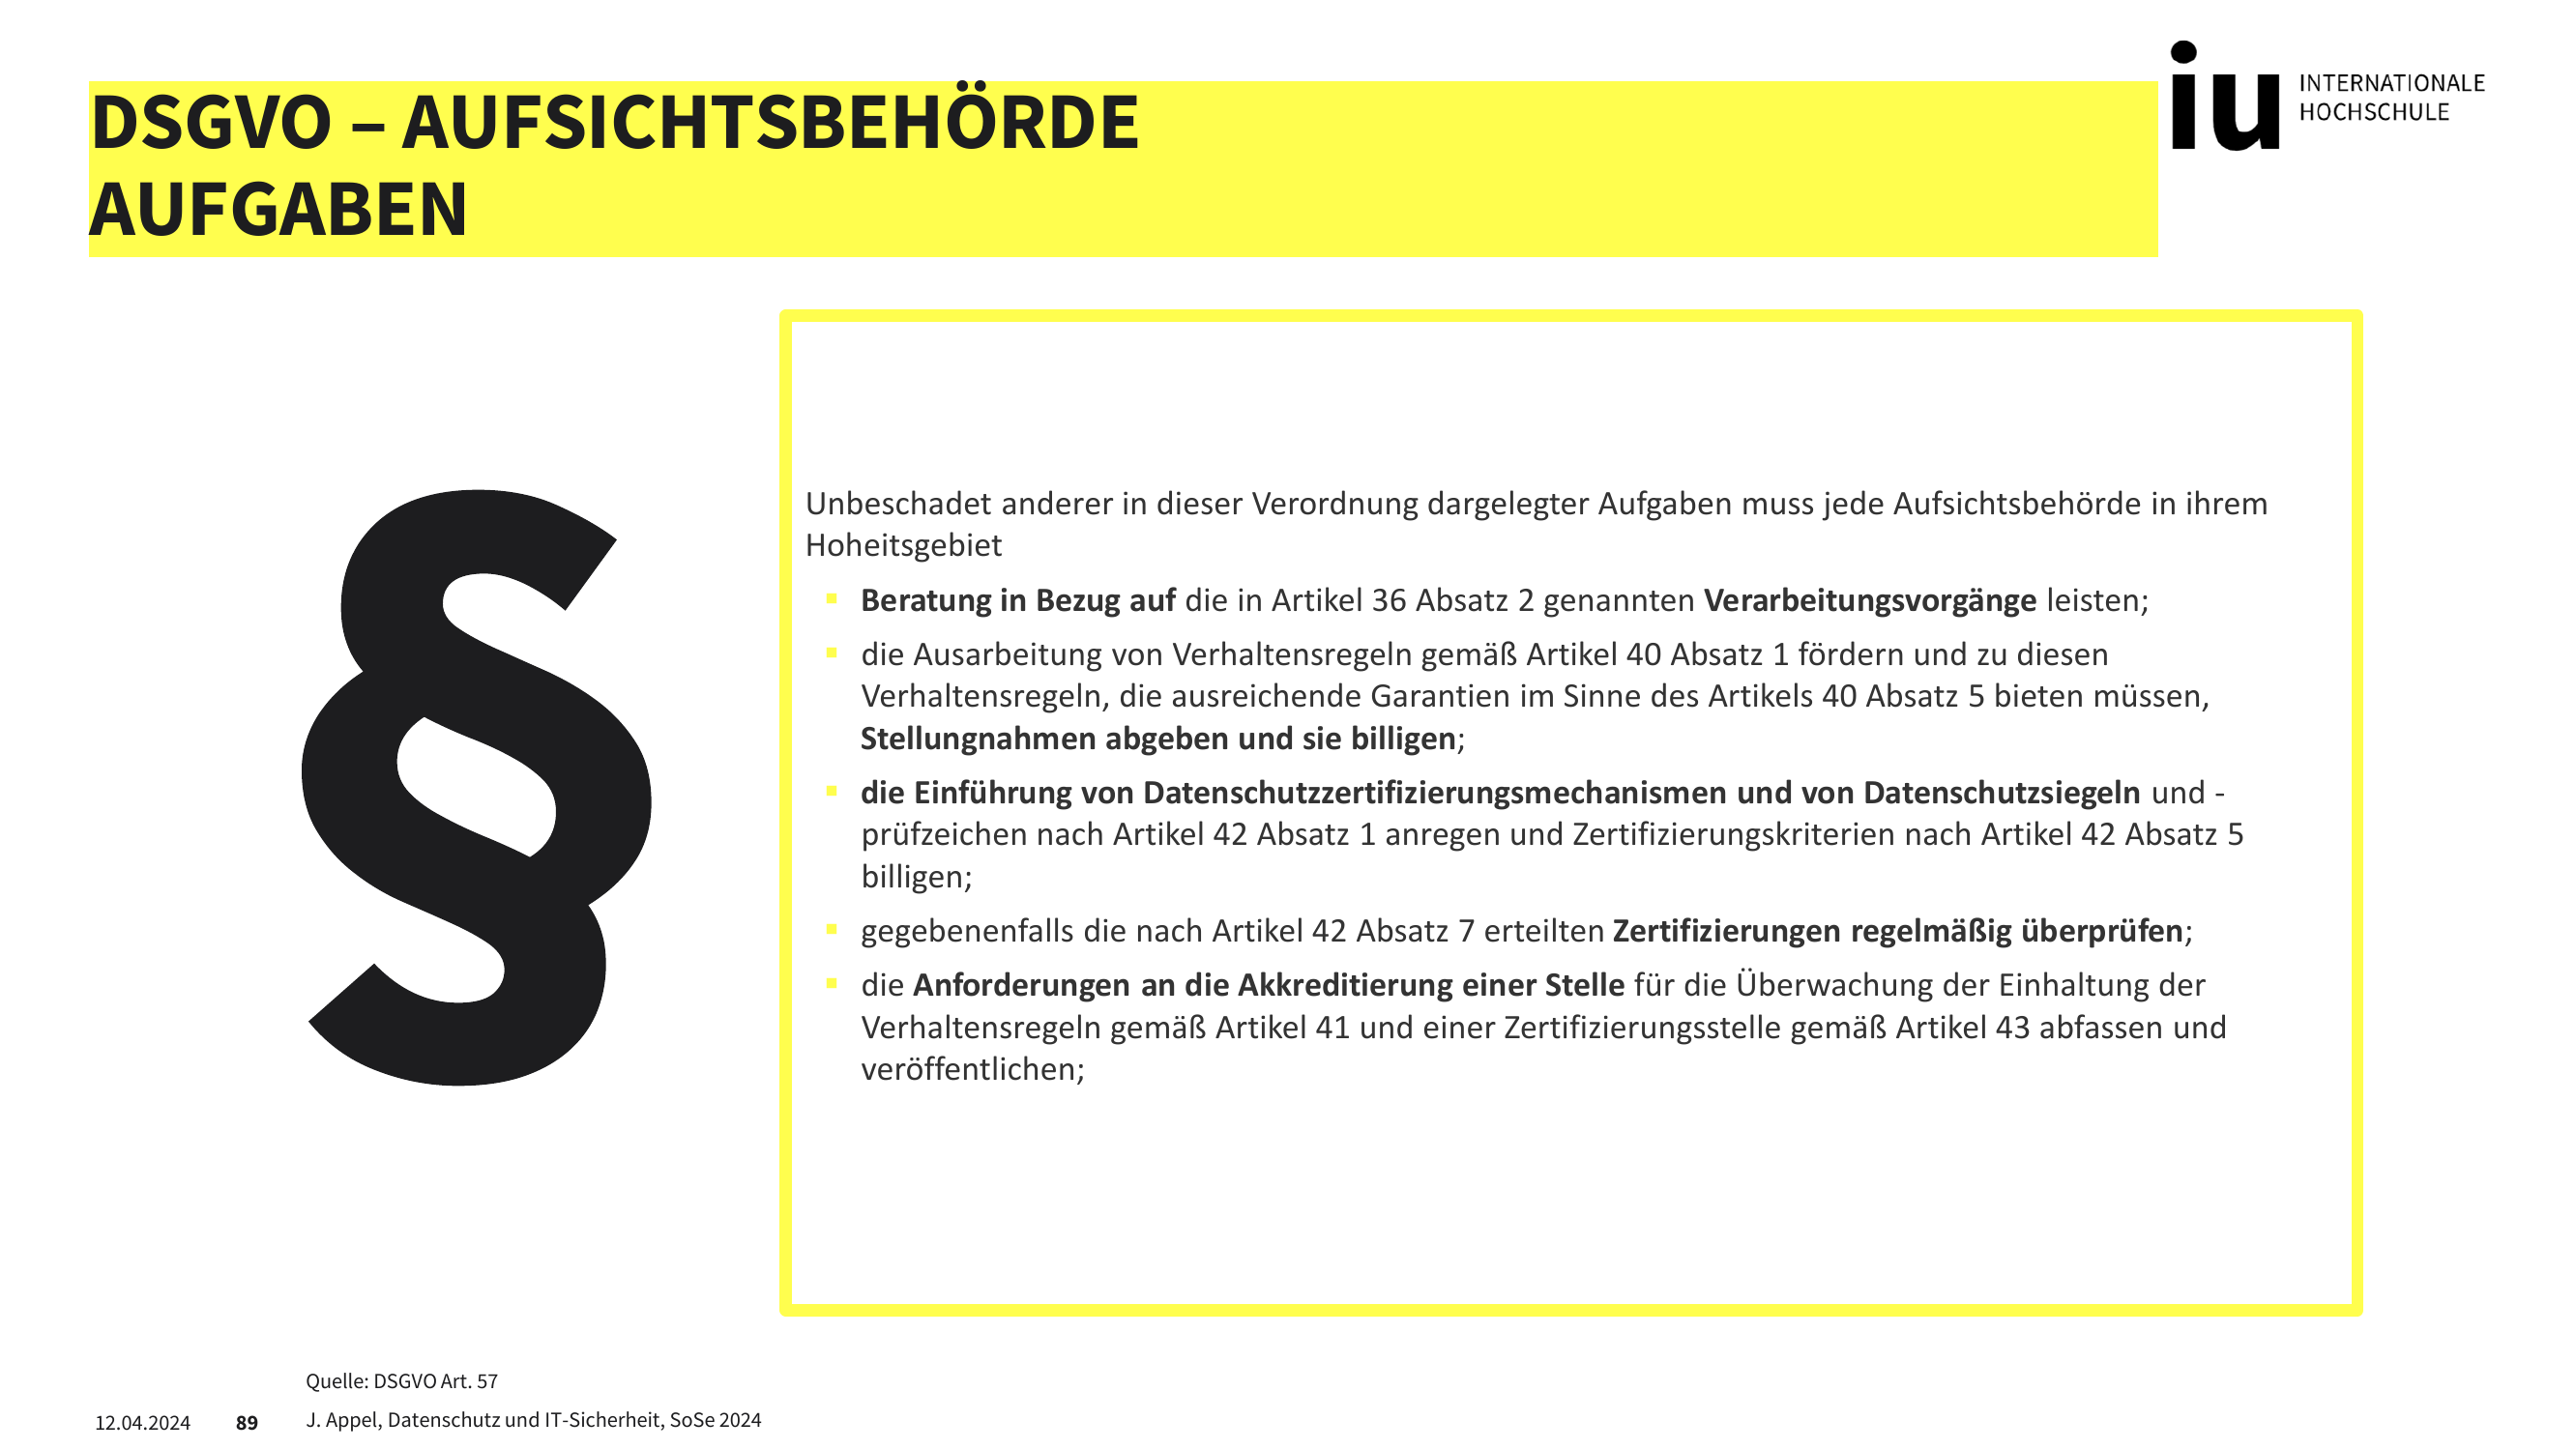 DSGVO – AUFSICHTSBEHÖRDE
AUFGABEN
iu INTERNATIONALE
HOCHSCHULE
§
Unbeschadet anderer in dieser Verordnung dargelegter Aufgaben muss jede Aufsichtsbehörde in ihrem
Hoheitsgebiet
▪ Beratung in Bezug auf die in Artikel 36 Absatz 2 genannten Verarbeitungsvorgänge leisten;
▪ die Ausarbeitung von Verhaltensregeln gemäß Artikel 40 Absatz 1 fördern und zu diesen
Verhaltensregeln, die ausreichende Garantien im Sinne des Artikels 40 Absatz 5 bieten müssen,
Stellungnahmen abgeben und sie billigen;
▪ die Einführung von Datenschutzzertifizierungsmechanismen und von Datenschutzsiegeln und -
prüfzeichen nach Artikel 42 Absatz 1 anregen und Zertifizierungskriterien nach Artikel 42 Absatz 5
billigen;
▪ gegebenenfalls die nach Artikel 42 Absatz 7 erteilten Zertifizierungen regelmäßig überprüfen;
▪ die Anforderungen an die Akkreditierung einer Stelle für die Überwachung der Einhaltung der
Verhaltensregeln gemäß Artikel 41 und einer Zertifizierungsstelle gemäß Artikel 43 abfassen und
veröffentlichen;
Quelle: DSGVO Art. 57
12.04.2024 89 J. Appel, Datenschutz und IT-Sicherheit, SoSe 2024